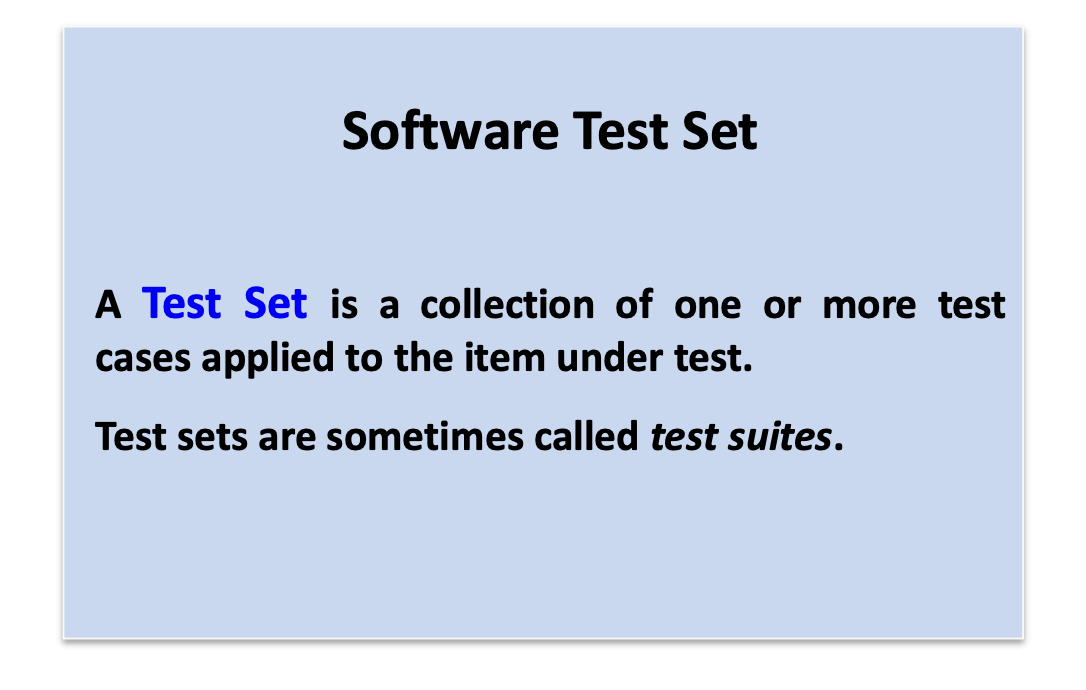 Software Test Set
A Test Set is a collection of one or more test
cases applied to the item under test.
Test sets are sometimes called test suites.